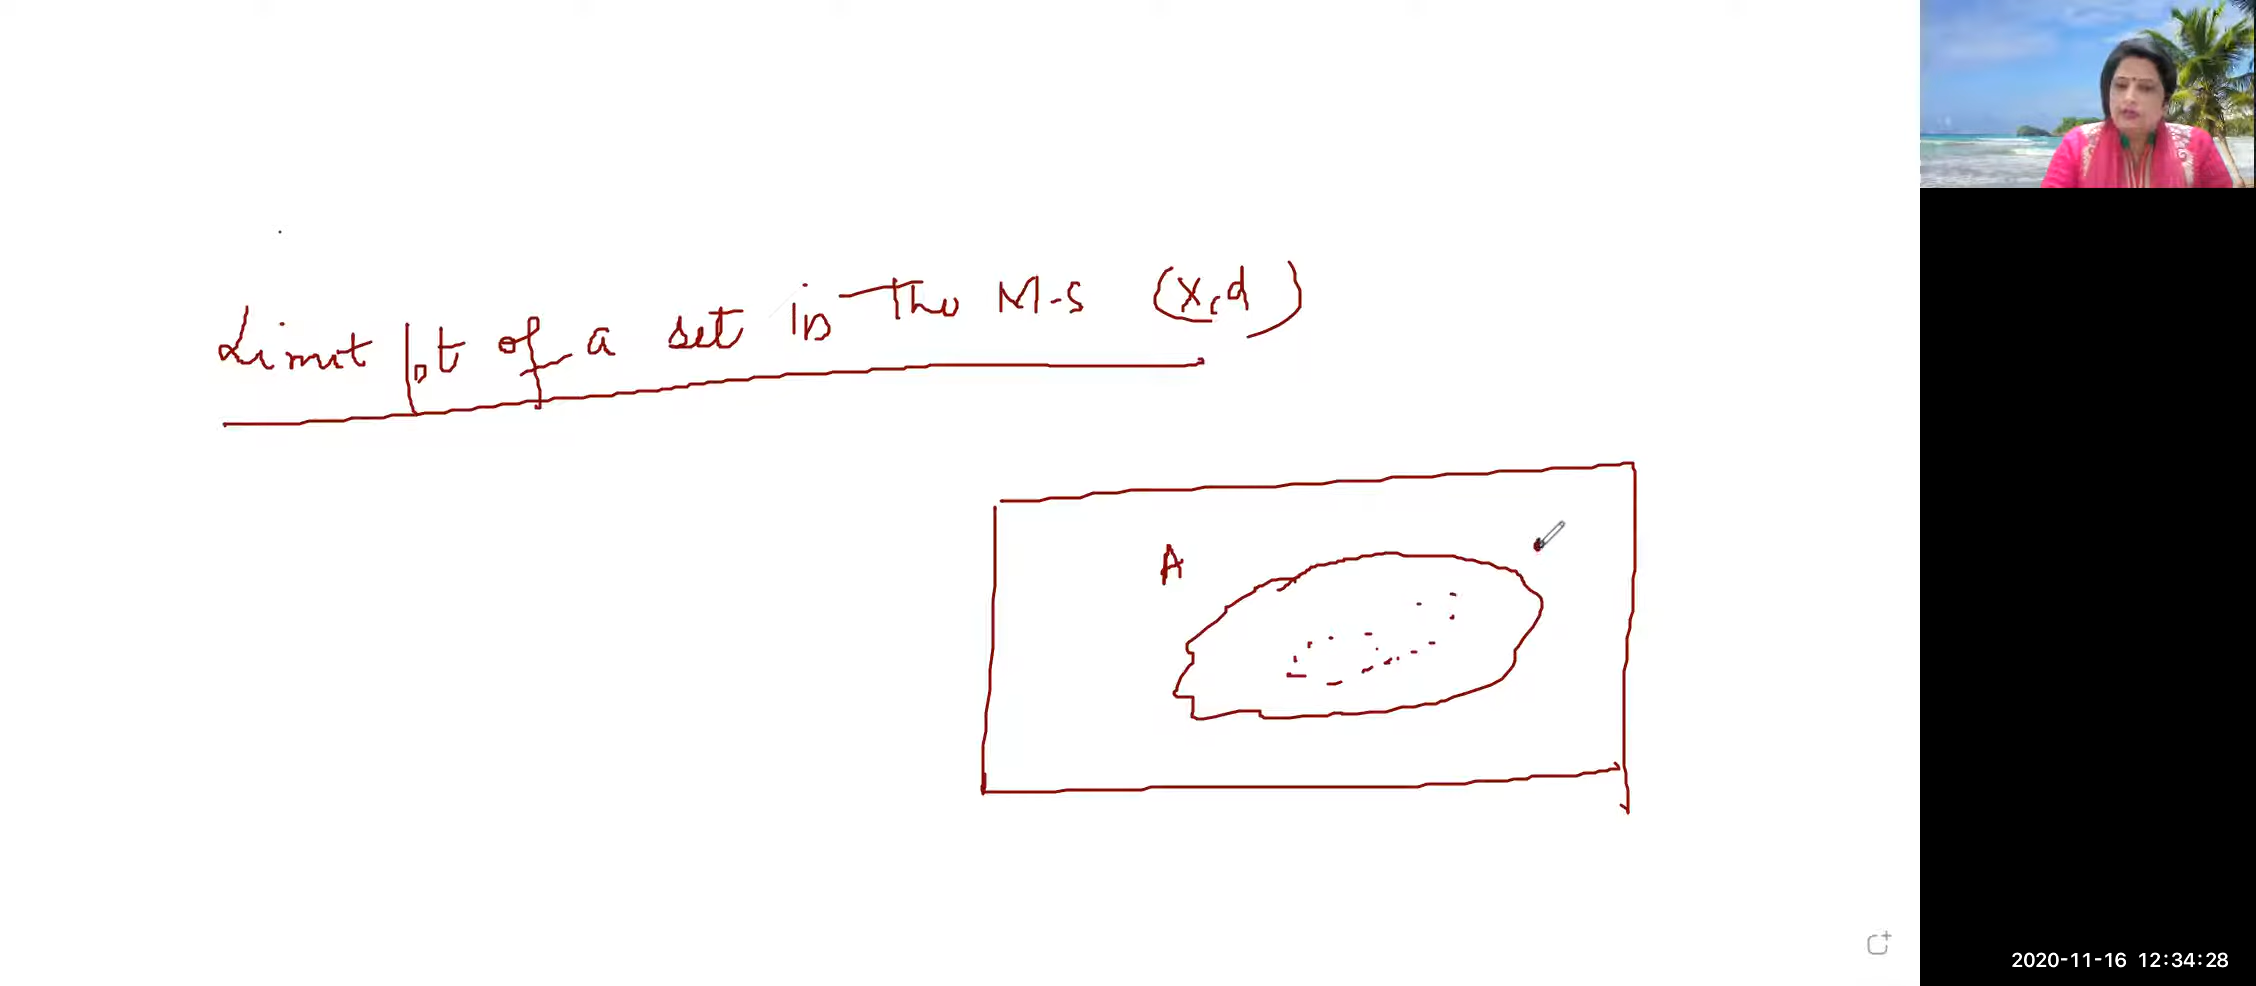 Limit pt of a set in the M-S (X, d)
A
2020-11-16 12:34:28